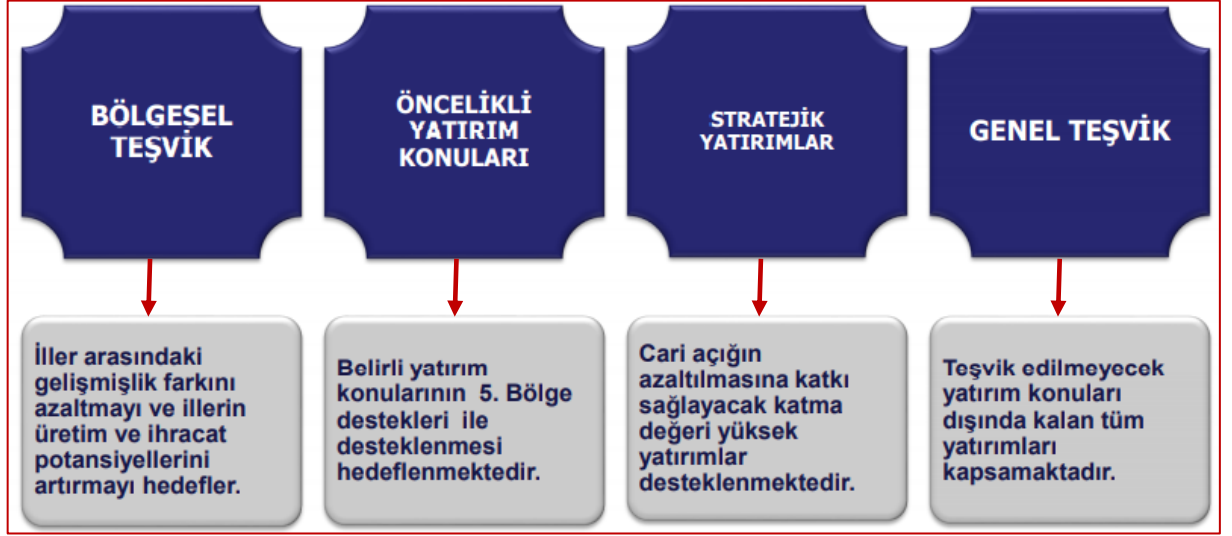 BÖLGESEL
TEŞVİK
ÖNCELİKLİ
YATIRIM
KONULARI
STRATEJİK
YATIRIMLAR
GENEL TEŞVİK
İller arasındaki
gelişmişlik farkını
azaltmayı ve illerin
üretim ve ihracat
potansiyellerini
artırmayı hedefler.
Belirli yatırım
konularının 5. Bölge
destekleri ile
desteklenmesi
hedeflenmektedir.
Cari açığın
azaltılmasına katkı
sağlayacak katma
değeri yüksek
yatırımlar
desteklenmektedir.
Teşvik edilmeyecek
yatırım konuları
dışında kalan tüm
yatırımları
kapsamaktadır.